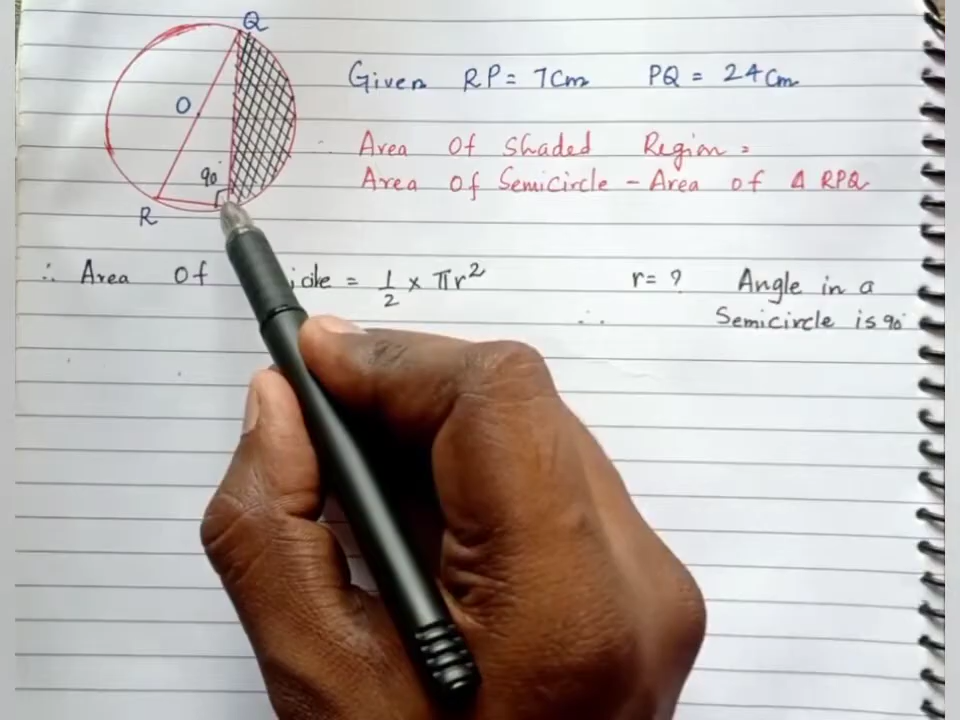 Q
Given RP = 7Cm PQ = 24Cm
O
∴ Area Of Shaded Region =
90°
Area Of Semicircle - Area of Δ RPQ
R
∴ Area Of icle = 1/2 × πr² r = ? Angle in a
∴ Semicircle is 90°